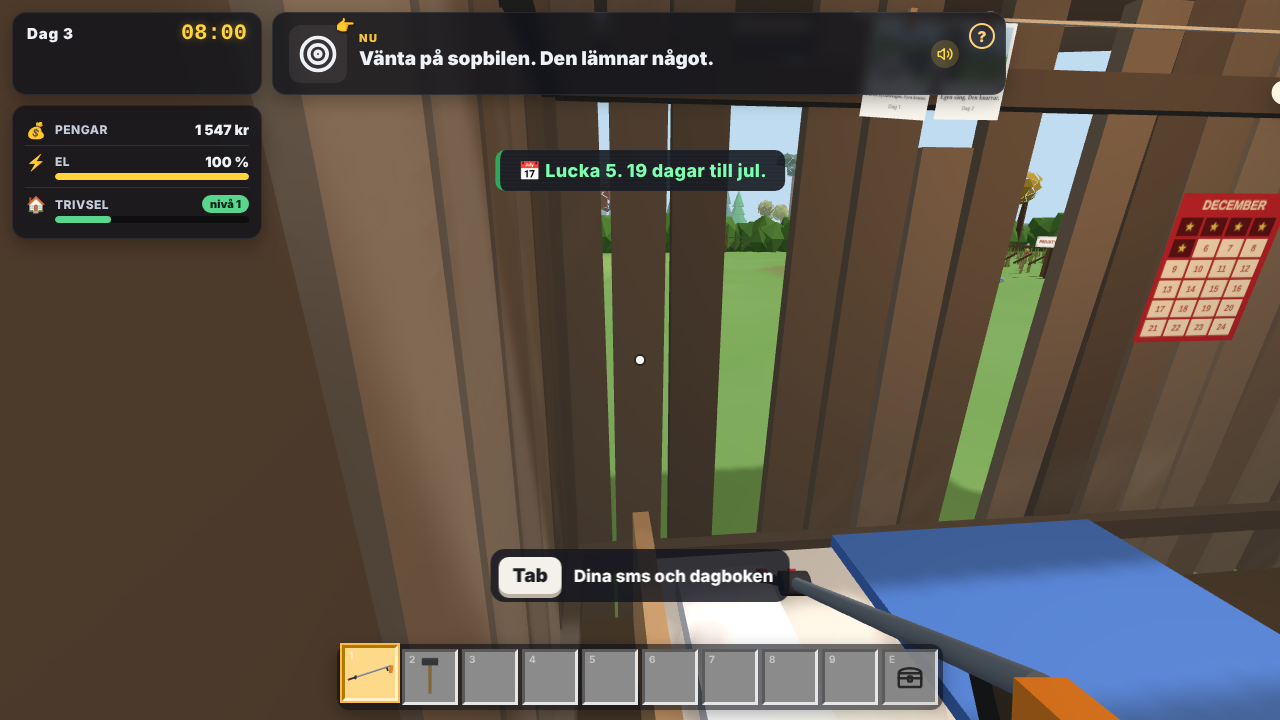 Dag 3
08:00
NU
Vänta på sopbilen. Den lämnar något.
?
PENGAR
1 547 kr
EL
100 %
TRIVSEL
nivå 1
Lucka 5. 19 dagar till jul.
Dag 1
DECEMBER
6 7 8
9 10 11 12
13 14 15 16
17 18 19 20
21 22 23 24
Tab
Dina sms och dagboken
1 2 3 4 5 6 7 8 9 E